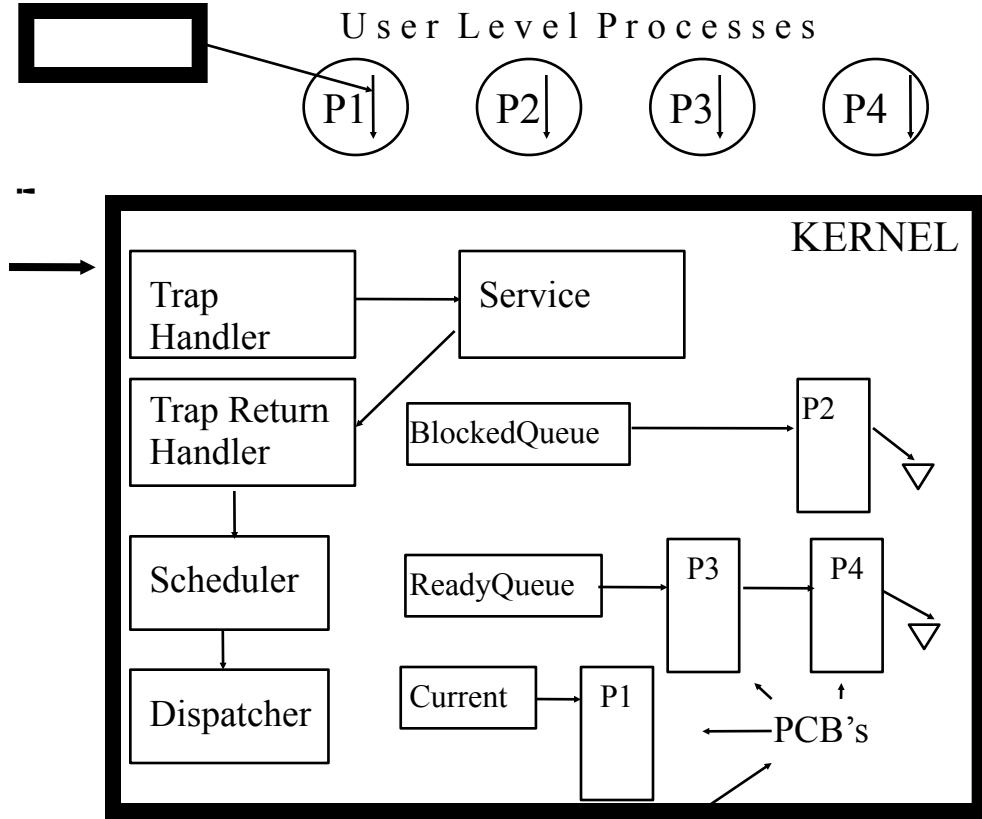 User Level Processes
P1
P2
P3
P4
KERNEL
Trap
Handler
Service
Trap Return
Handler
BlockedQueue
P2
Scheduler
ReadyQueue
P3
P4
Dispatcher
Current
P1
PCB’s